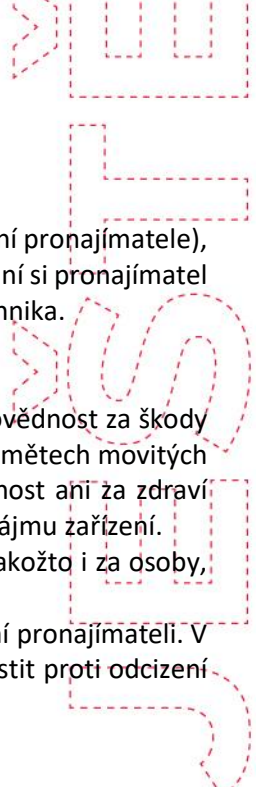 ní pronajímatele),
ní si pronajímatel
hnika.
ovědnost za škody
mětech movitých
nost ani za zdraví
ájmu zařízení.
akožto i za osoby,
ní pronajímateli. V
stit proti odcizení